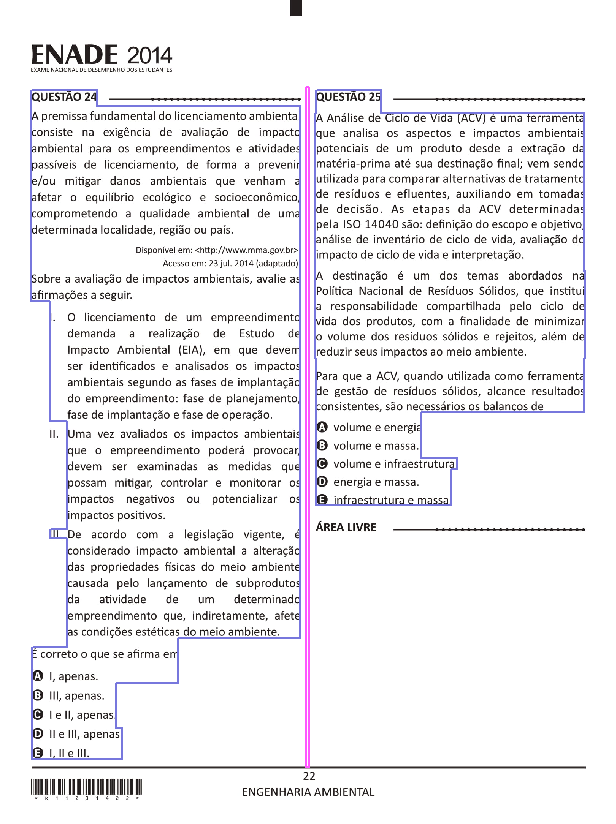 ENADE 2014
EXAME NACIONAL DE DESEMPENHO DOS ESTUDANTES
QUESTÃO 24
A premissa fundamental do licenciamento ambiental
consiste na exigência de avaliação de impacto
ambiental para os empreendimentos e atividades
passíveis de licenciamento, de forma a prevenir
e/ou mitigar danos ambientais que venham a
afetar o equilíbrio ecológico e socioeconômico,
comprometendo a qualidade ambiental de uma
determinada localidade, região ou país.
Disponível em: <http://www.mma.gov.br>.
Acesso em: 23 jul. 2014 (adaptado).
Sobre a avaliação de impactos ambientais, avalie as
afirmações a seguir.
I. O licenciamento de um empreendimento
demanda a realização de Estudo de
Impacto Ambiental (EIA), em que devem
ser identificados e analisados os impactos
ambientais segundo as fases de implantação
do empreendimento: fase de planejamento,
fase de implantação e fase de operação.
II. Uma vez avaliados os impactos ambientais
que o empreendimento poderá provocar,
devem ser examinadas as medidas que
possam mitigar, controlar e monitorar os
impactos negativos ou potencializar os
impactos positivos.
III. De acordo com a legislação vigente, é
considerado impacto ambiental a alteração
das propriedades físicas do meio ambiente
causada pelo lançamento de subprodutos
da atividade de um determinado
empreendimento que, indiretamente, afete
as condições estéticas do meio ambiente.
É correto o que se afirma em
A I, apenas.
B III, apenas.
C I e II, apenas.
D II e III, apenas.
E I, II e III.
QUESTÃO 25
A Análise de Ciclo de Vida (ACV) é uma ferramenta
que analisa os aspectos e impactos ambientais
potenciais de um produto desde a extração da
matéria-prima até sua destinação final; vem sendo
utilizada para comparar alternativas de tratamento
de resíduos e efluentes, auxiliando em tomadas
de decisão. As etapas da ACV determinadas
pela ISO 14040 são: definição do escopo e objetivo,
análise de inventário de ciclo de vida, avaliação do
impacto de ciclo de vida e interpretação.
A destinação é um dos temas abordados na
Política Nacional de Resíduos Sólidos, que institui
a responsabilidade compartilhada pelo ciclo de
vida dos produtos, com a finalidade de minimizar
o volume dos resíduos sólidos e rejeitos, além de
reduzir seus impactos ao meio ambiente.
Para que a ACV, quando utilizada como ferramenta
de gestão de resíduos sólidos, alcance resultados
consistentes, são necessários os balanços de
A volume e energia.
B volume e massa.
C volume e infraestrutura.
D energia e massa.
E infraestrutura e massa.
ÁREA LIVRE
22
ENGENHARIA AMBIENTAL